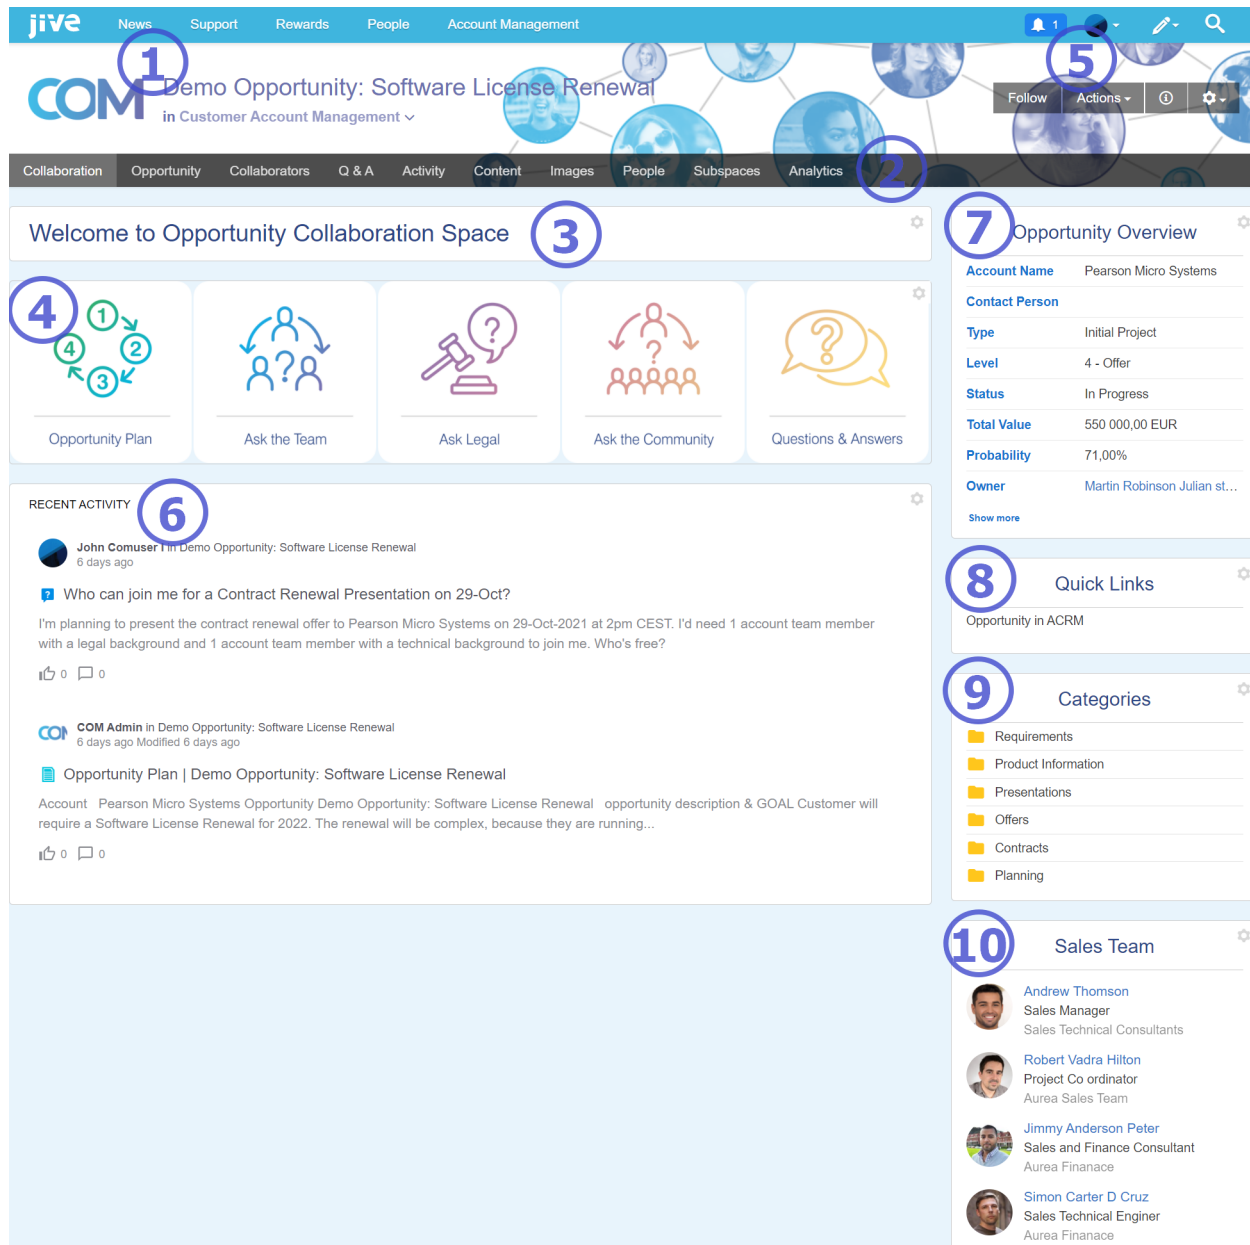 jive News Support Rewards People Account Management 1
1
5
COM Demo Opportunity: Software License Renewal
in Customer Account Management
Follow Actions
Collaboration Opportunity Collaborators Q & A Activity Content Images People Subspaces Analytics 2
Welcome to Opportunity Collaboration Space 3
4
1
2
3
4
Opportunity Plan
?
Ask the Team
?
Ask Legal
?
Ask the Community
?
Questions & Answers
RECENT ACTIVITY 6
John Comuser I in Demo Opportunity: Software License Renewal
6 days ago
? Who can join me for a Contract Renewal Presentation on 29-Oct?
I'm planning to present the contract renewal offer to Pearson Micro Systems on 29-Oct-2021 at 2pm CEST. I'd need 1 account team member
with a legal background and 1 account team member with a technical background to join me. Who's free?
0 0
COM COM Admin in Demo Opportunity: Software License Renewal
6 days ago Modified 6 days ago
Opportunity Plan | Demo Opportunity: Software License Renewal
Account Pearson Micro Systems Opportunity Demo Opportunity: Software License Renewal opportunity description & GOAL Customer will
require a Software License Renewal for 2022. The renewal will be complex, because they are running...
0 0
7 Opportunity Overview
Account Name Pearson Micro Systems
Contact Person
Type Initial Project
Level 4 - Offer
Status In Progress
Total Value 550 000,00 EUR
Probability 71,00%
Owner Martin Robinson Julian st...
Show more
8 Quick Links
Opportunity in ACRM
9 Categories
Requirements
Product Information
Presentations
Offers
Contracts
Planning
10 Sales Team
Andrew Thomson
Sales Manager
Sales Technical Consultants
Robert Vadra Hilton
Project Co ordinator
Aurea Sales Team
Jimmy Anderson Peter
Sales and Finance Consultant
Aurea Finanace
Simon Carter D Cruz
Sales Technical Enginer
Aurea Finanace